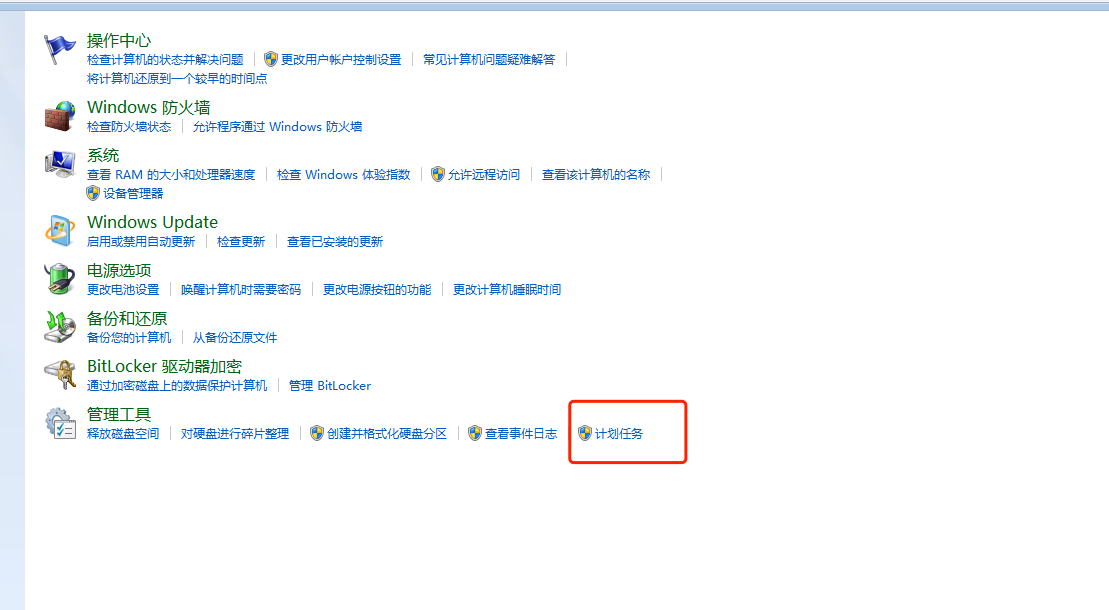 操作中心
检查计算机的状态并解决问题 更改用户帐户控制设置 常见计算机问题疑难解答
将计算机还原到一个较早的时间点
Windows 防火墙
检查防火墙状态 允许程序通过 Windows 防火墙
系统
查看 RAM 的大小和处理器速度 检查 Windows 体验指数 允许远程访问 查看该计算机的名称
设备管理器
Windows Update
启用或禁用自动更新 检查更新 查看已安装的更新
电源选项
更改电池设置 唤醒计算机时需要密码 更改电源按钮的功能 更改计算机睡眠时间
备份和还原
备份您的计算机 从备份还原文件
BitLocker 驱动器加密
通过加密磁盘上的数据保护计算机 管理 BitLocker
管理工具
释放磁盘空间 对硬盘进行碎片整理 创建并格式化硬盘分区 查看事件日志 计划任务